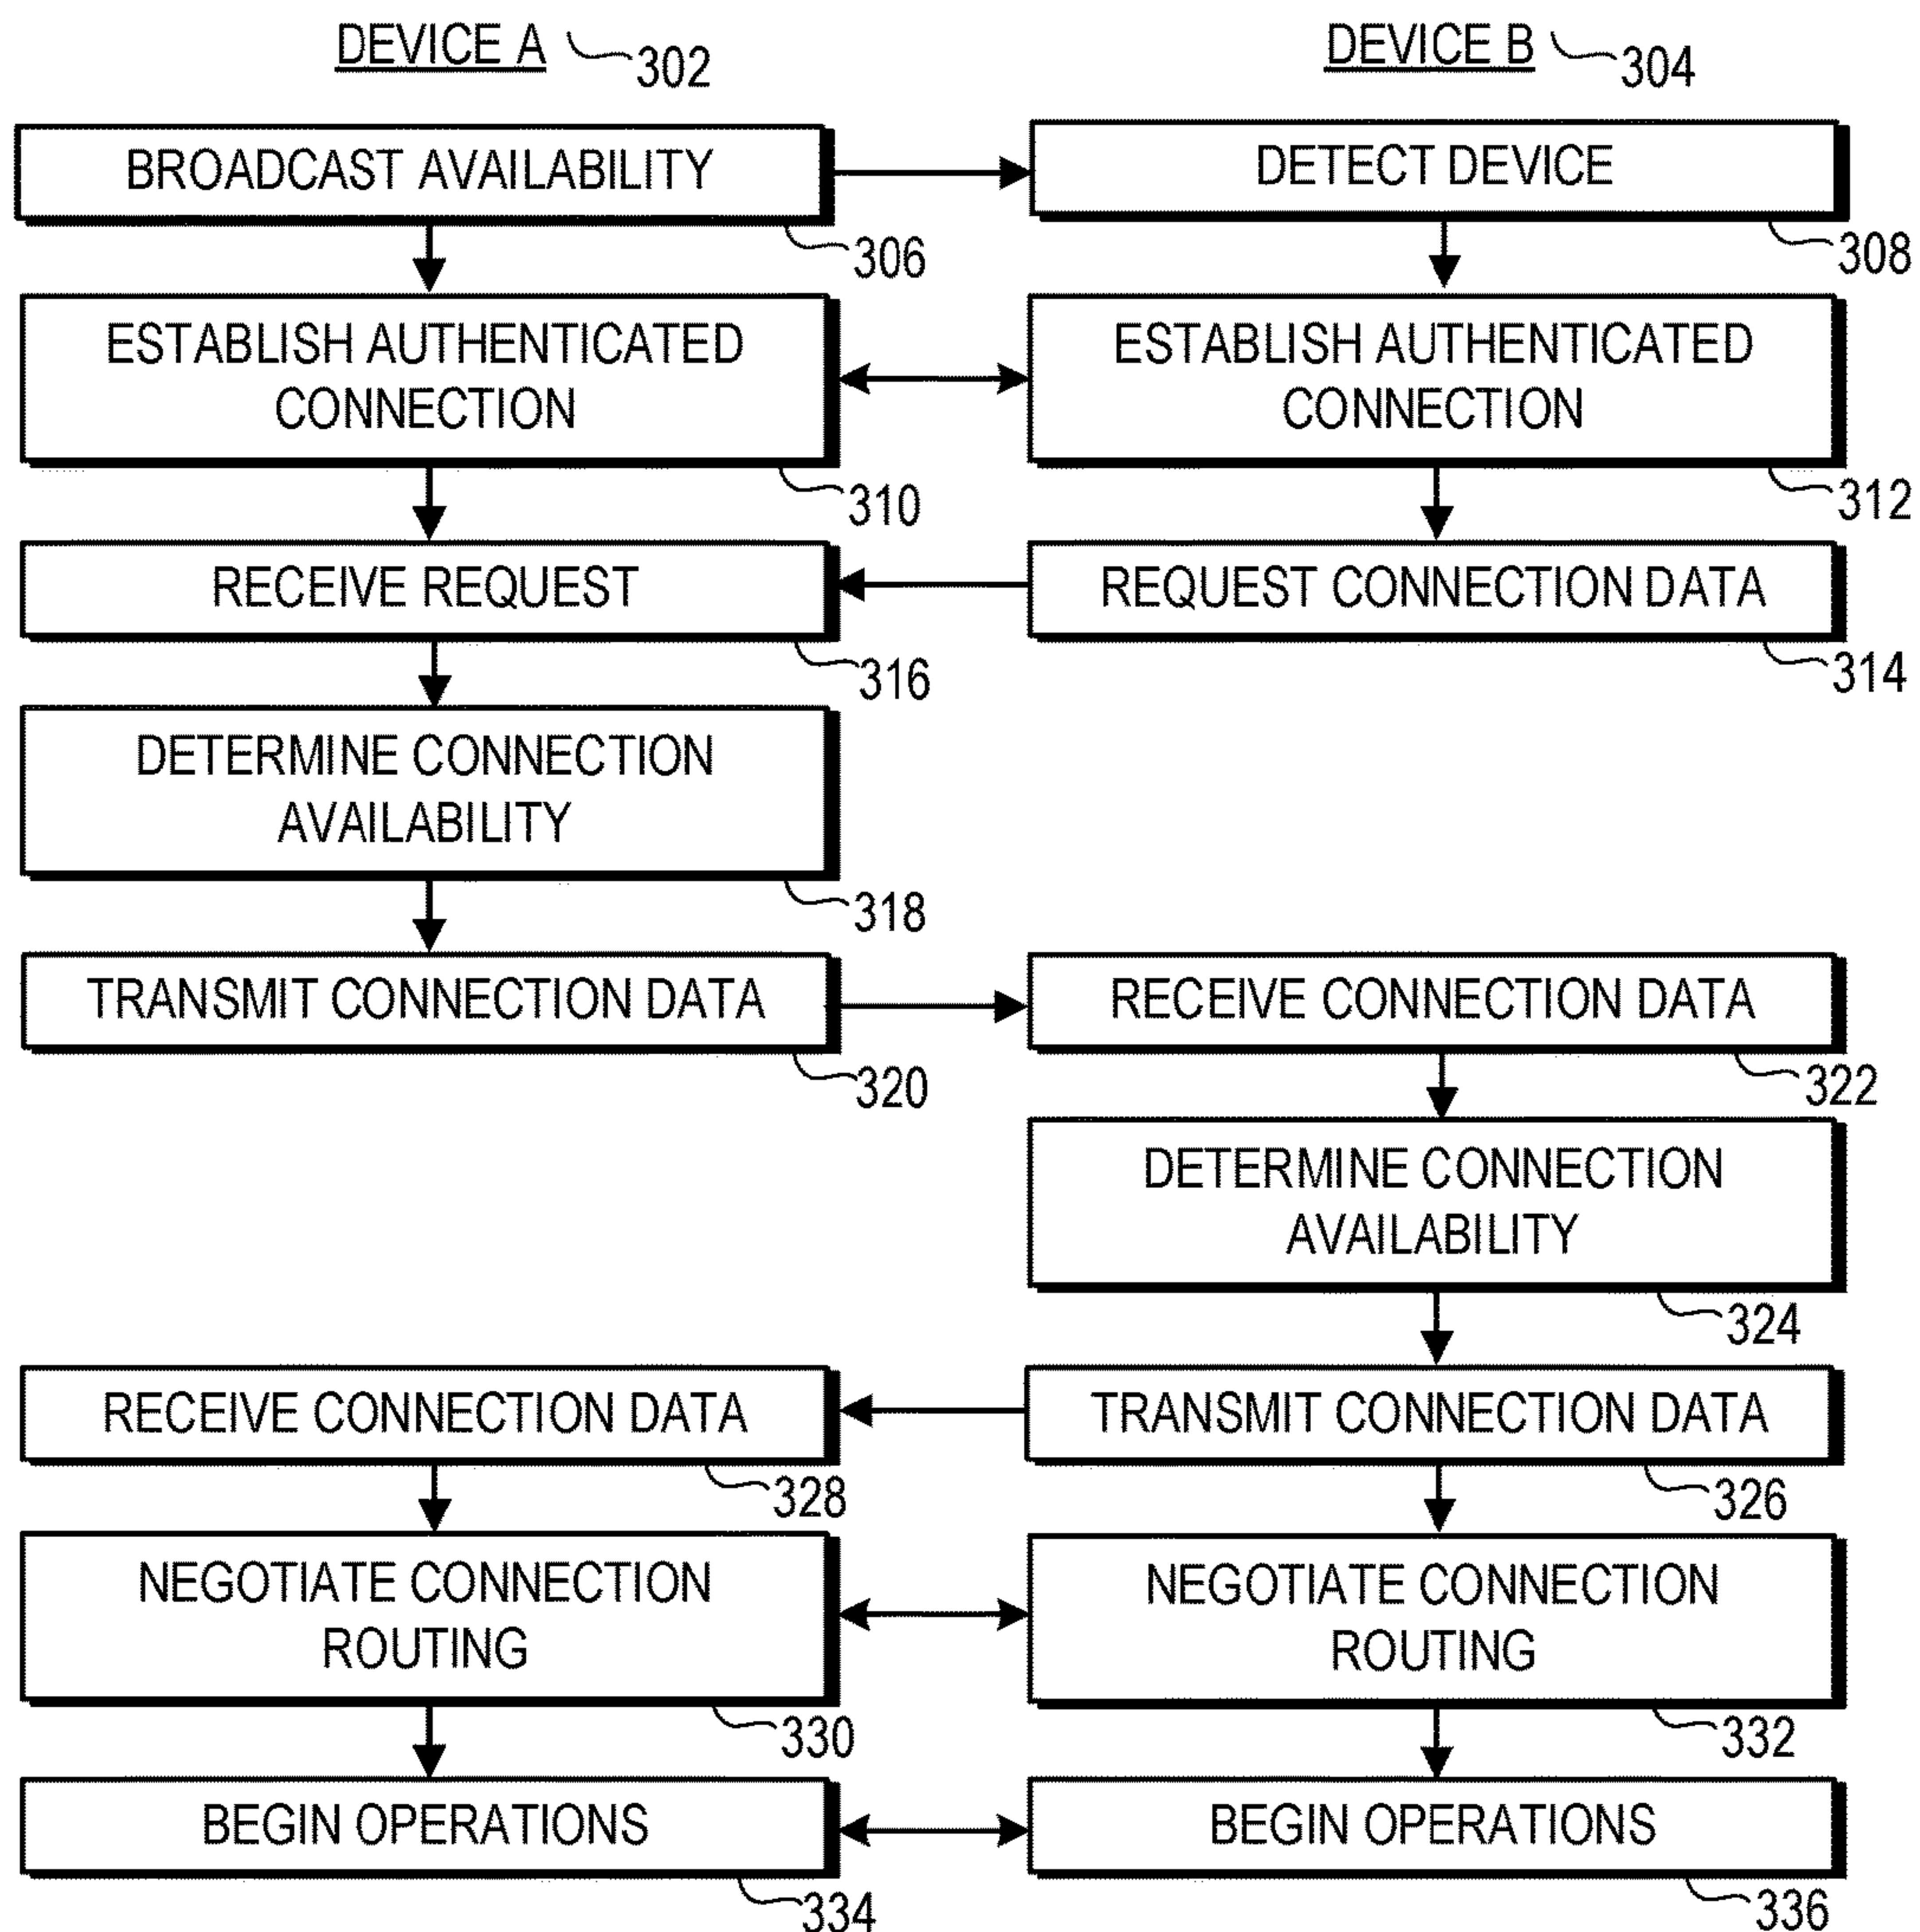 DEVICE A 302
DEVICE B 304
BROADCAST AVAILABILITY
306
DETECT DEVICE
308
ESTABLISH AUTHENTICATED
CONNECTION
310
ESTABLISH AUTHENTICATED
CONNECTION
312
RECEIVE REQUEST
316
REQUEST CONNECTION DATA
314
DETERMINE CONNECTION
AVAILABILITY
318
TRANSMIT CONNECTION DATA
320
RECEIVE CONNECTION DATA
322
DETERMINE CONNECTION
AVAILABILITY
324
RECEIVE CONNECTION DATA
328
TRANSMIT CONNECTION DATA
326
NEGOTIATE CONNECTION
ROUTING
330
NEGOTIATE CONNECTION
ROUTING
332
BEGIN OPERATIONS
334
BEGIN OPERATIONS
336